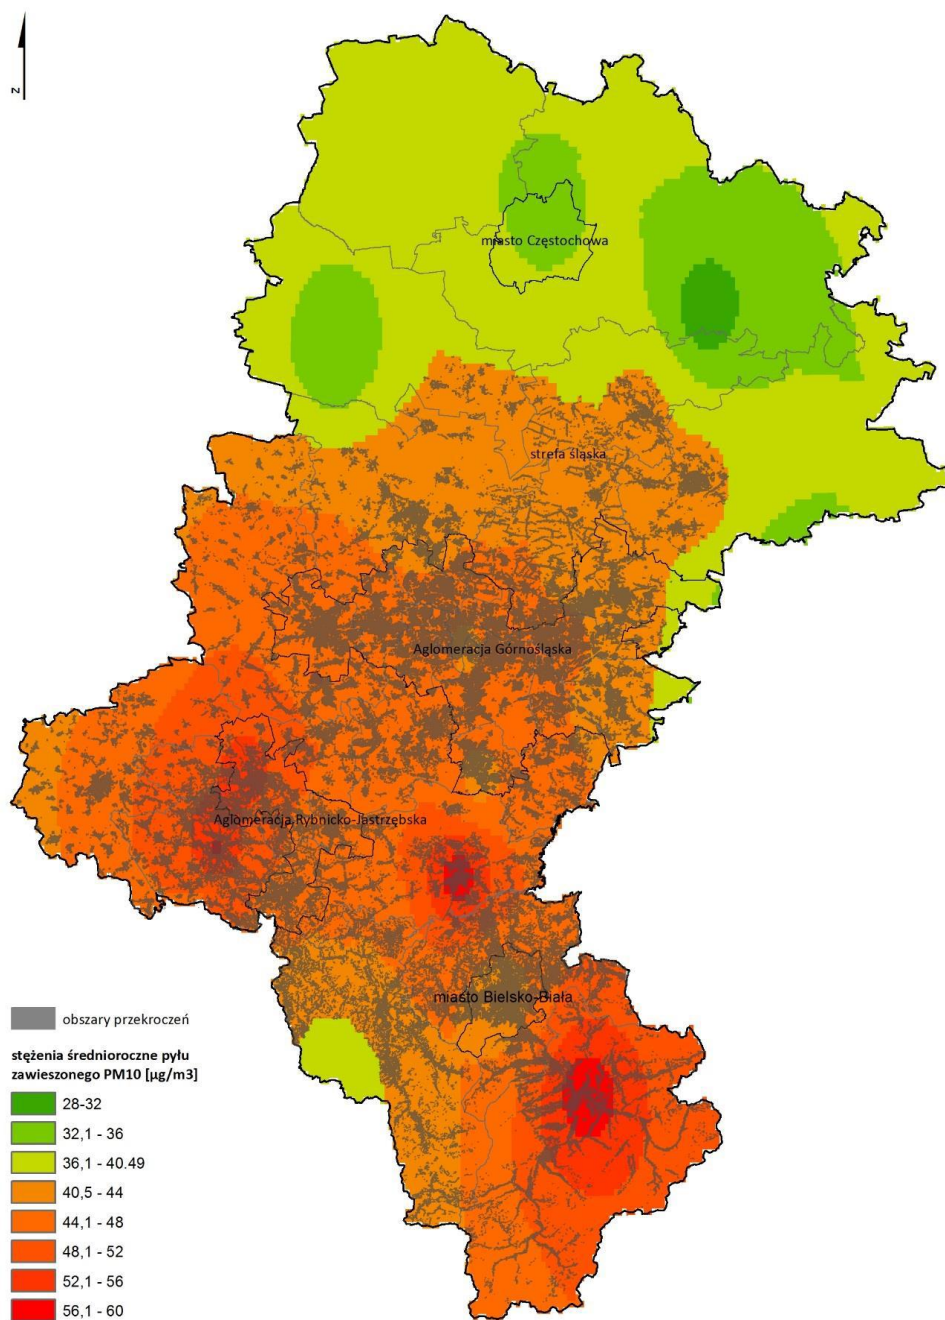 N
miasto Częstochowa
strefa śląska
Aglomeracja Górnośląska
Aglomeracja Rybnicko-Jastrzębska
miasto Bielsko-Biała
obszary przekroczeń
stężenia średnioroczne pyłu
zawieszonego PM10 [µg/m3]
28-32
32,1 - 36
36,1 - 40.49
40,5 - 44
44,1 - 48
48,1 - 52
52,1 - 56
56,1 - 60